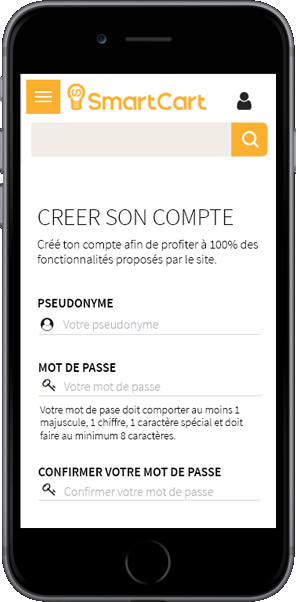 SmartCart
CREER SON COMPTE
Créé ton compte afin de profiter à 100% des
fonctionnalités proposés par le site.
PSEUDONYME
Votre pseudonyme
MOT DE PASSE
Votre mot de passe
Votre mot de pase doit comporter au moins 1
majuscule, 1 chiffre, 1 caractère spécial et doit
faire au minimum 8 caractères.
CONFIRMER VOTRE MOT DE PASSE
Confirmer votre mot de passe